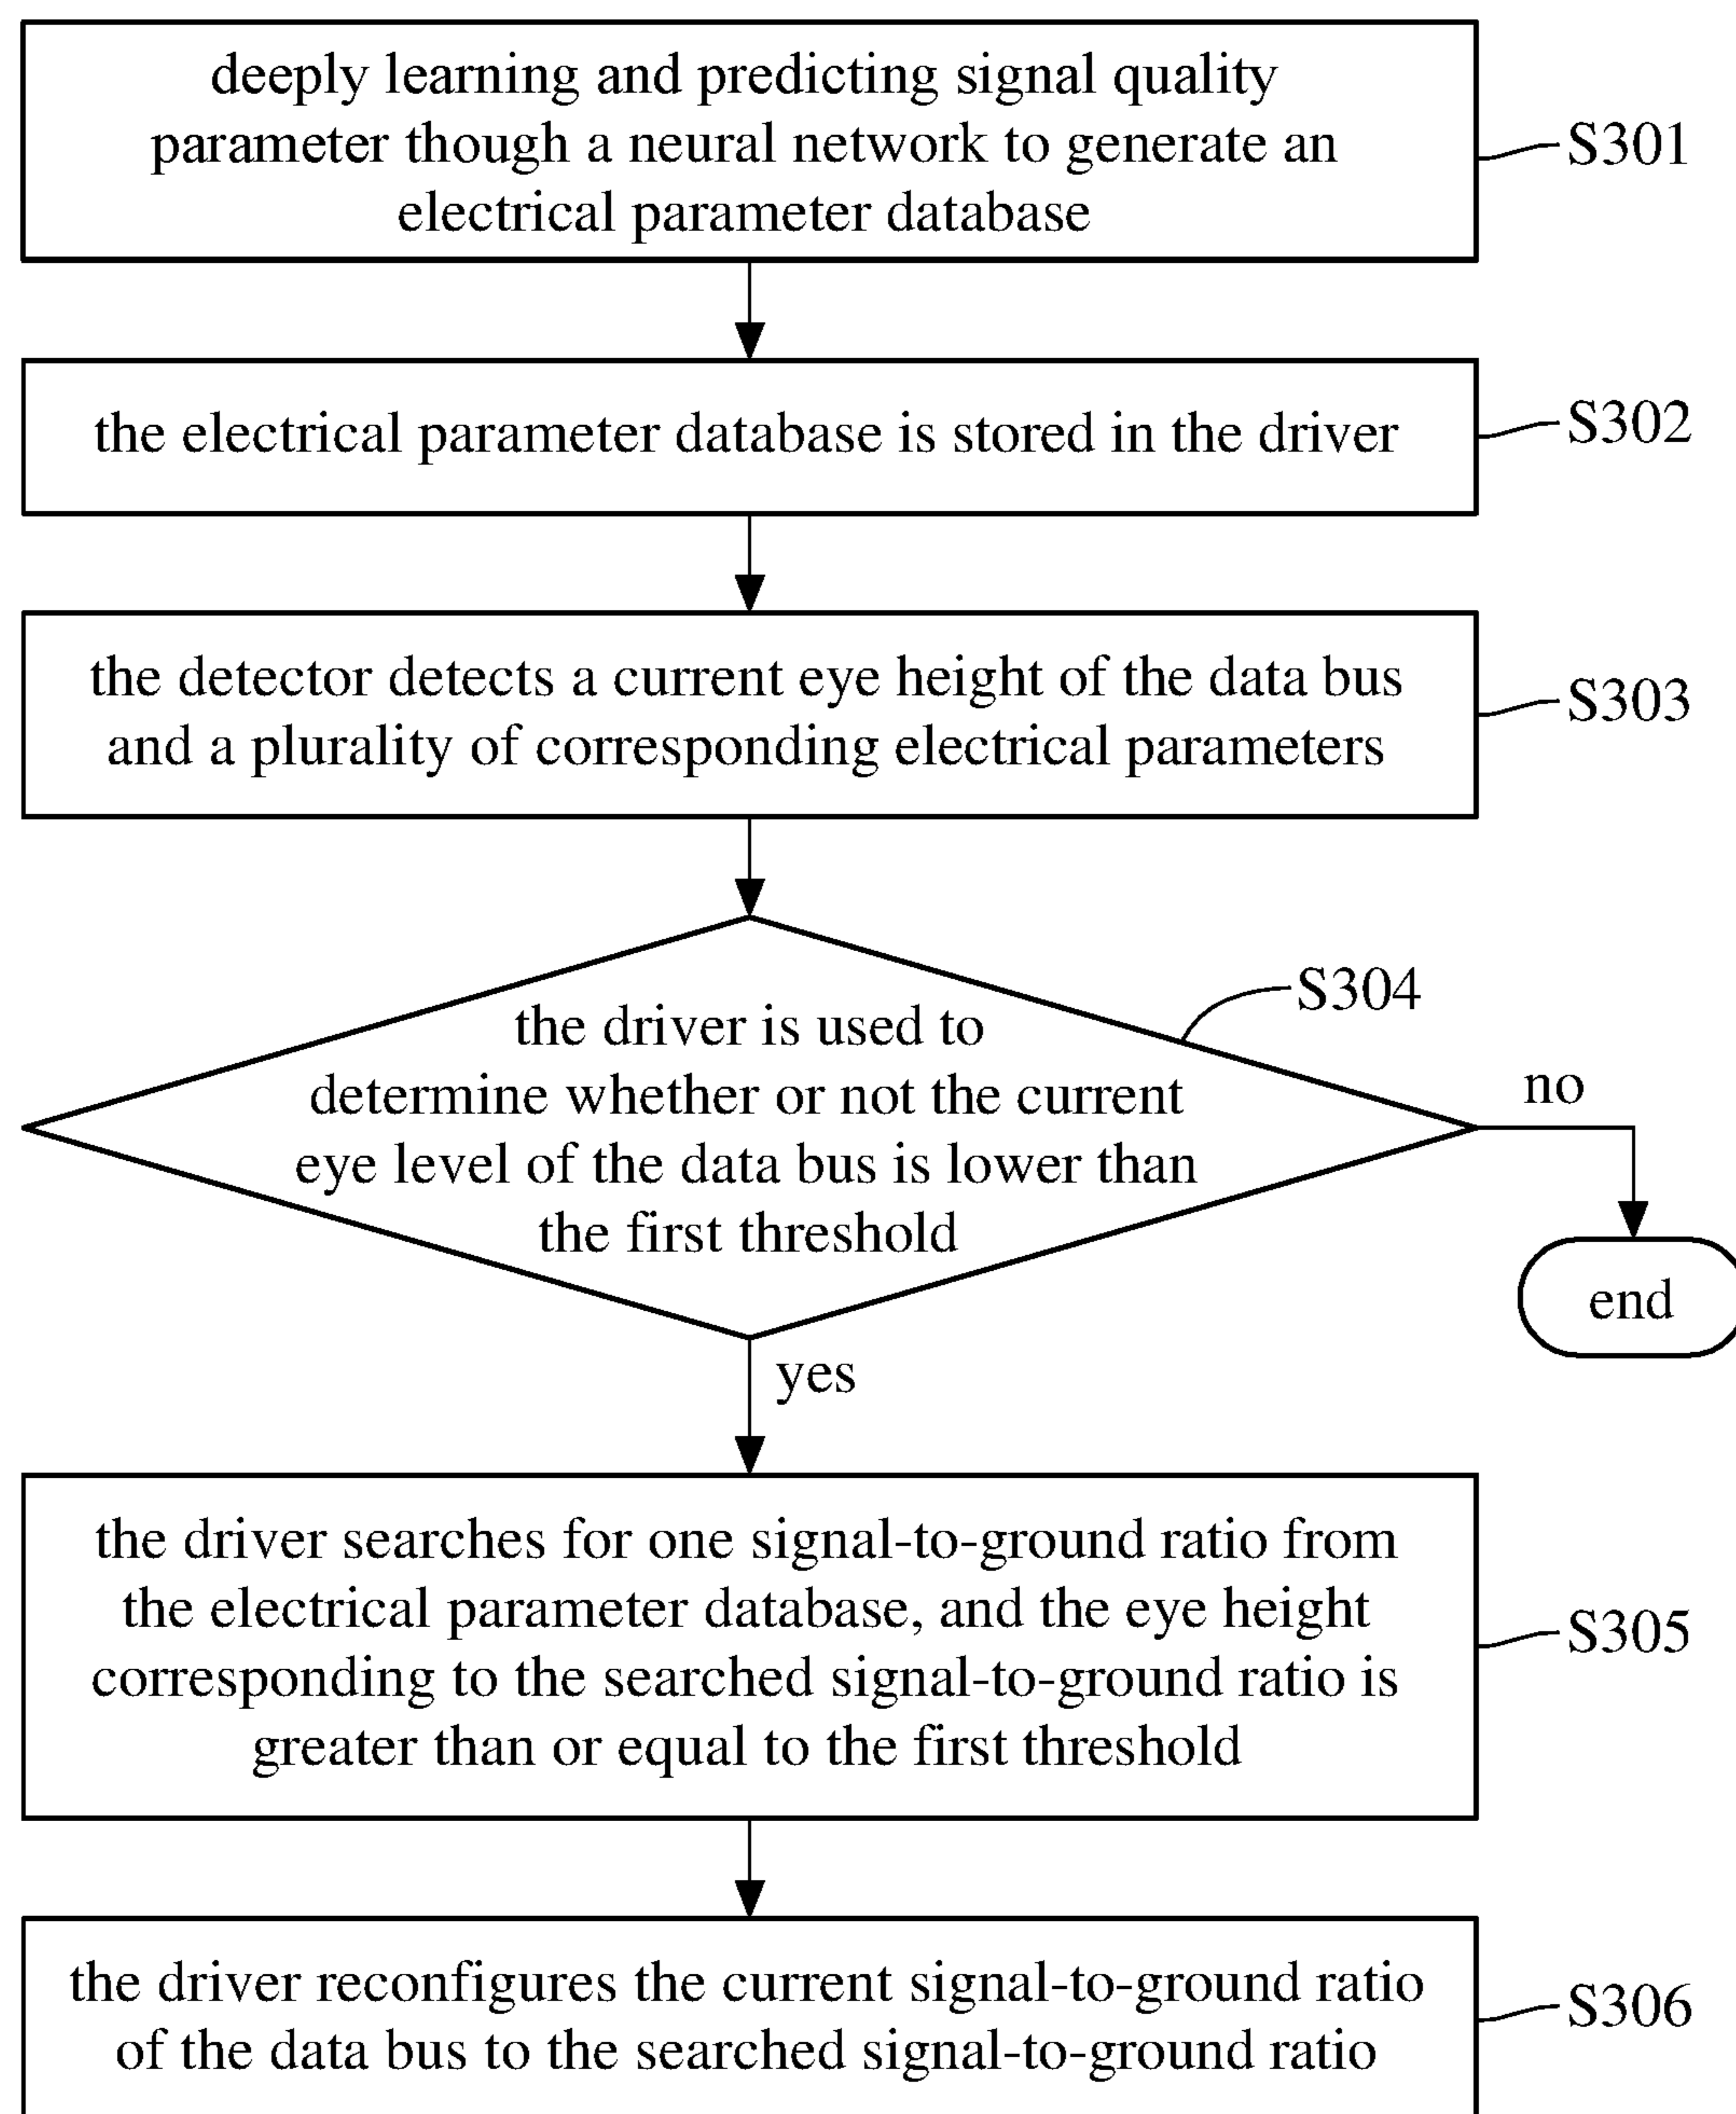 deeply learning and predicting signal quality
parameter though a neural network to generate an
electrical parameter database
S301
the electrical parameter database is stored in the driver
S302
the detector detects a current eye height of the data bus
and a plurality of corresponding electrical parameters
S303
S304
the driver is used to
determine whether or not the current
eye level of the data bus is lower than
the first threshold
no
end
yes
the driver searches for one signal-to-ground ratio from
the electrical parameter database, and the eye height
corresponding to the searched signal-to-ground ratio is
greater than or equal to the first threshold
S305
the driver reconfigures the current signal-to-ground ratio
of the data bus to the searched signal-to-ground ratio
S306